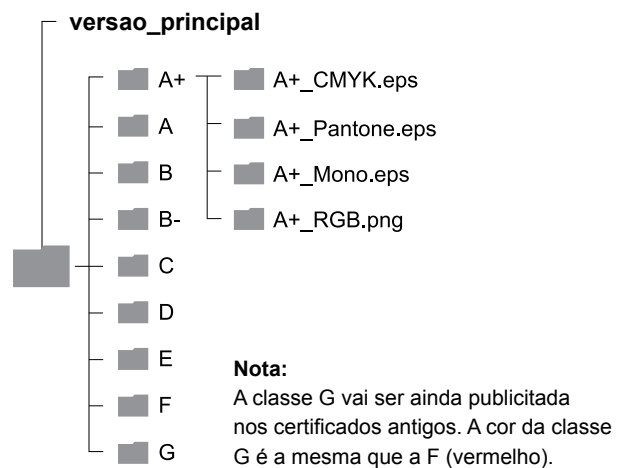 versao_principal
A+
A+_CMYK.eps
A+_Pantone.eps
A+_Mono.eps
A+_RGB.png
A
B
B-
C
D
E
F
G
Nota:
A classe G vai ser ainda publicitada
nos certificados antigos. A cor da classe
G é a mesma que a F (vermelho).